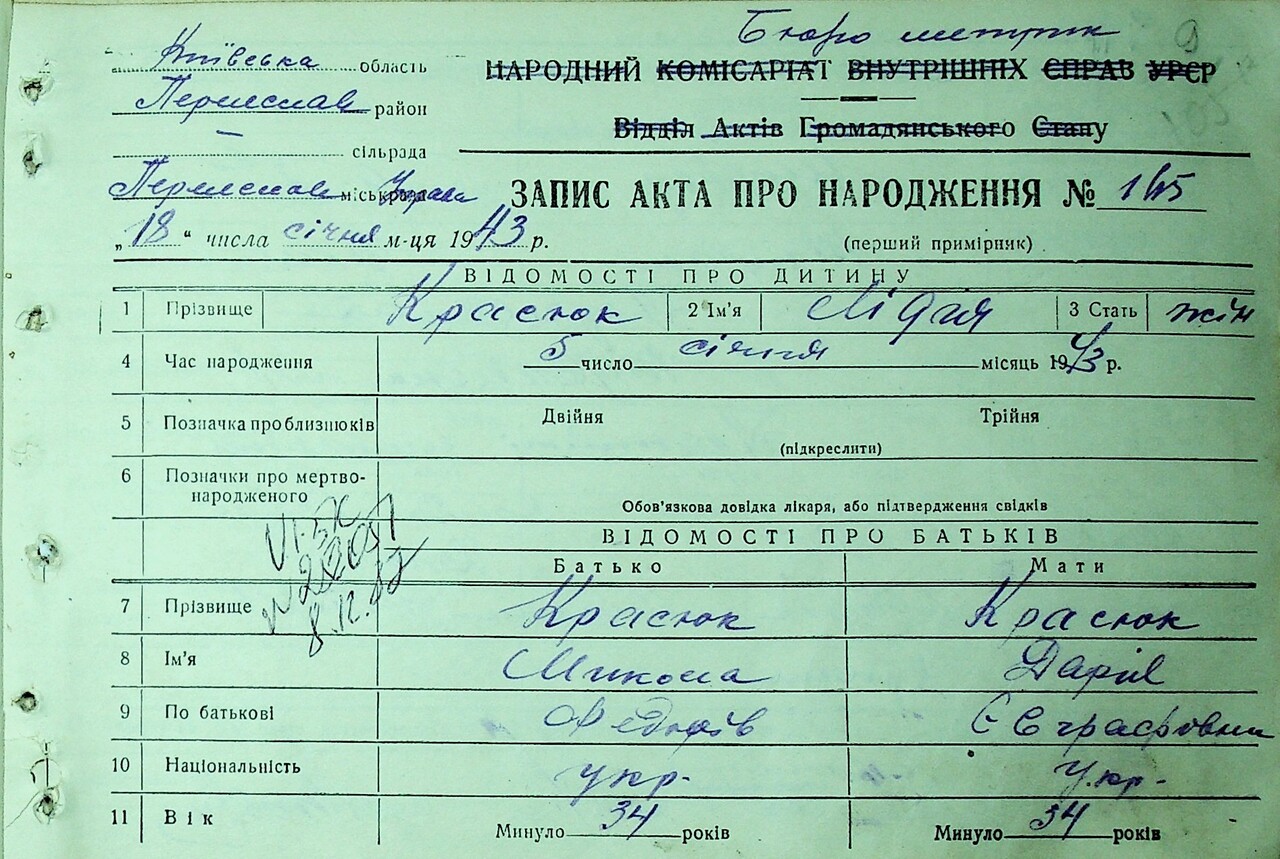 Бюро метрик 9
Київська область
НАРОДНИЙ КОМІСАРІАТ ВНУТРІШНІХ СПРАВ УРСР
Переяслав район
Відділ Актів Громадянського Стану
— сільрада
Переяслав міськрада Управа
ЗАПИС АКТА ПРО НАРОДЖЕННЯ № 145
„18“ числа січня м-ця 1943 р.
(перший примірник)
ВІДОМОСТІ ПРО ДИТИНУ
1 Прізвище Красюк 2 Ім'я Лідія 3 Стать жін
4 Час народження 5 число січня місяць 1943 р.
5 Позначка про близнюків Двійня Трійня
(підкреслити)
6 Позначки про мертво-
народженого
Обов'язкова довідка лікаря, або підтвердження свідків
ВІДОМОСТІ ПРО БАТЬКІВ
Батько Мати
7 Прізвище Красюк Красюк
8 Ім'я Микола Дарія
9 По батькові Федорів Євграфовна
10 Національність укр. Укр.
11 Вік Минуло 34 років Минуло 34 років